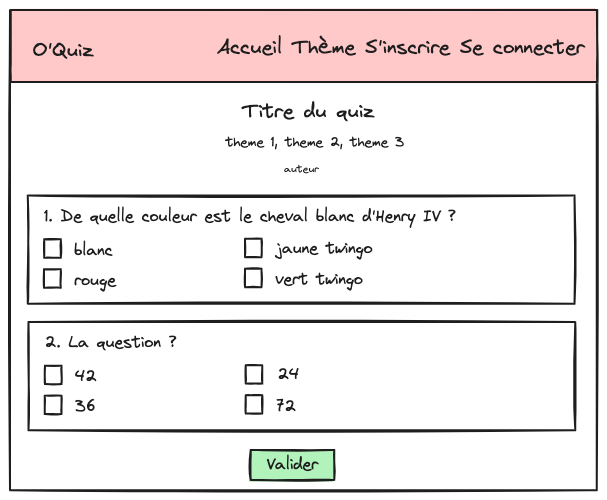 O'Quiz
Accueil Thème S'inscrire Se connecter
Titre du quiz
theme 1, theme 2, theme 3
auteur
1. De quelle couleur est le cheval blanc d'Henry IV ?
blanc
jaune twingo
rouge
vert twingo
2. La question ?
42
24
36
72
Valider